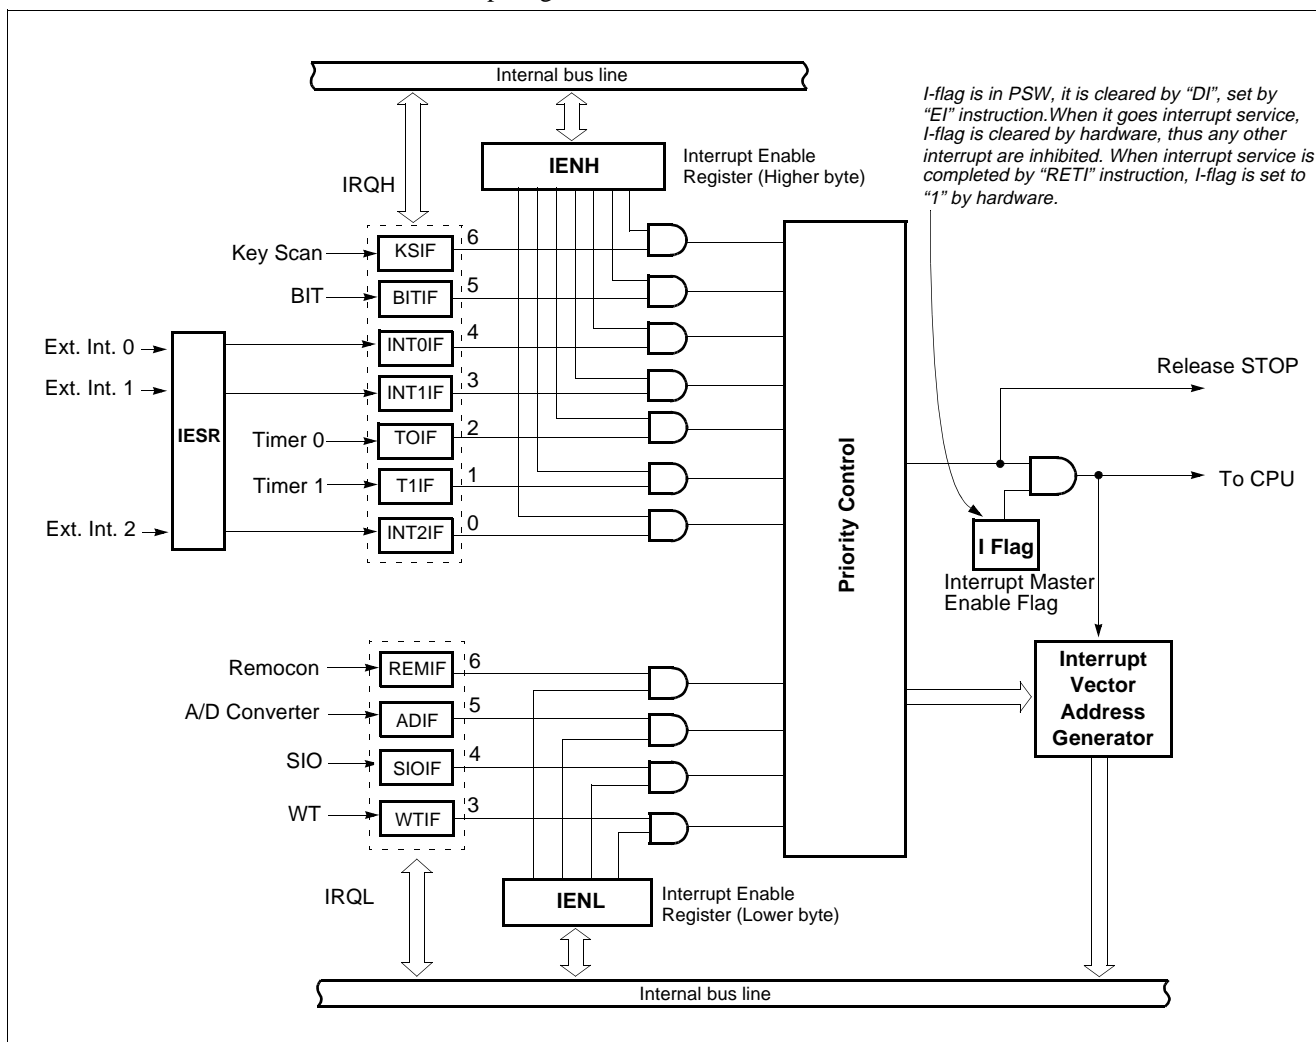 Internal bus line
I-flag is in PSW, it is cleared by “DI”, set by
“EI” instruction.When it goes interrupt service,
I-flag is cleared by hardware, thus any other
interrupt are inhibited. When interrupt service is
completed by “RETI” instruction, I-flag is set to
“1” by hardware.
IENH
Interrupt Enable
Register (Higher byte)
IRQH
Key Scan
KSIF
6
BIT
BITIF
5
Ext. Int. 0
INT0IF
4
Ext. Int. 1
INT1IF
3
IESR
Timer 0
TOIF
2
Timer 1
T1IF
1
Ext. Int. 2
INT2IF
0
Priority Control
Release STOP
To CPU
I Flag
Interrupt Master
Enable Flag
Remocon
REMIF
6
A/D Converter
ADIF
5
SIO
SIOIF
4
WT
WTIF
3
Interrupt
Vector
Address
Generator
IRQL
IENL
Interrupt Enable
Register (Lower byte)
Internal bus line